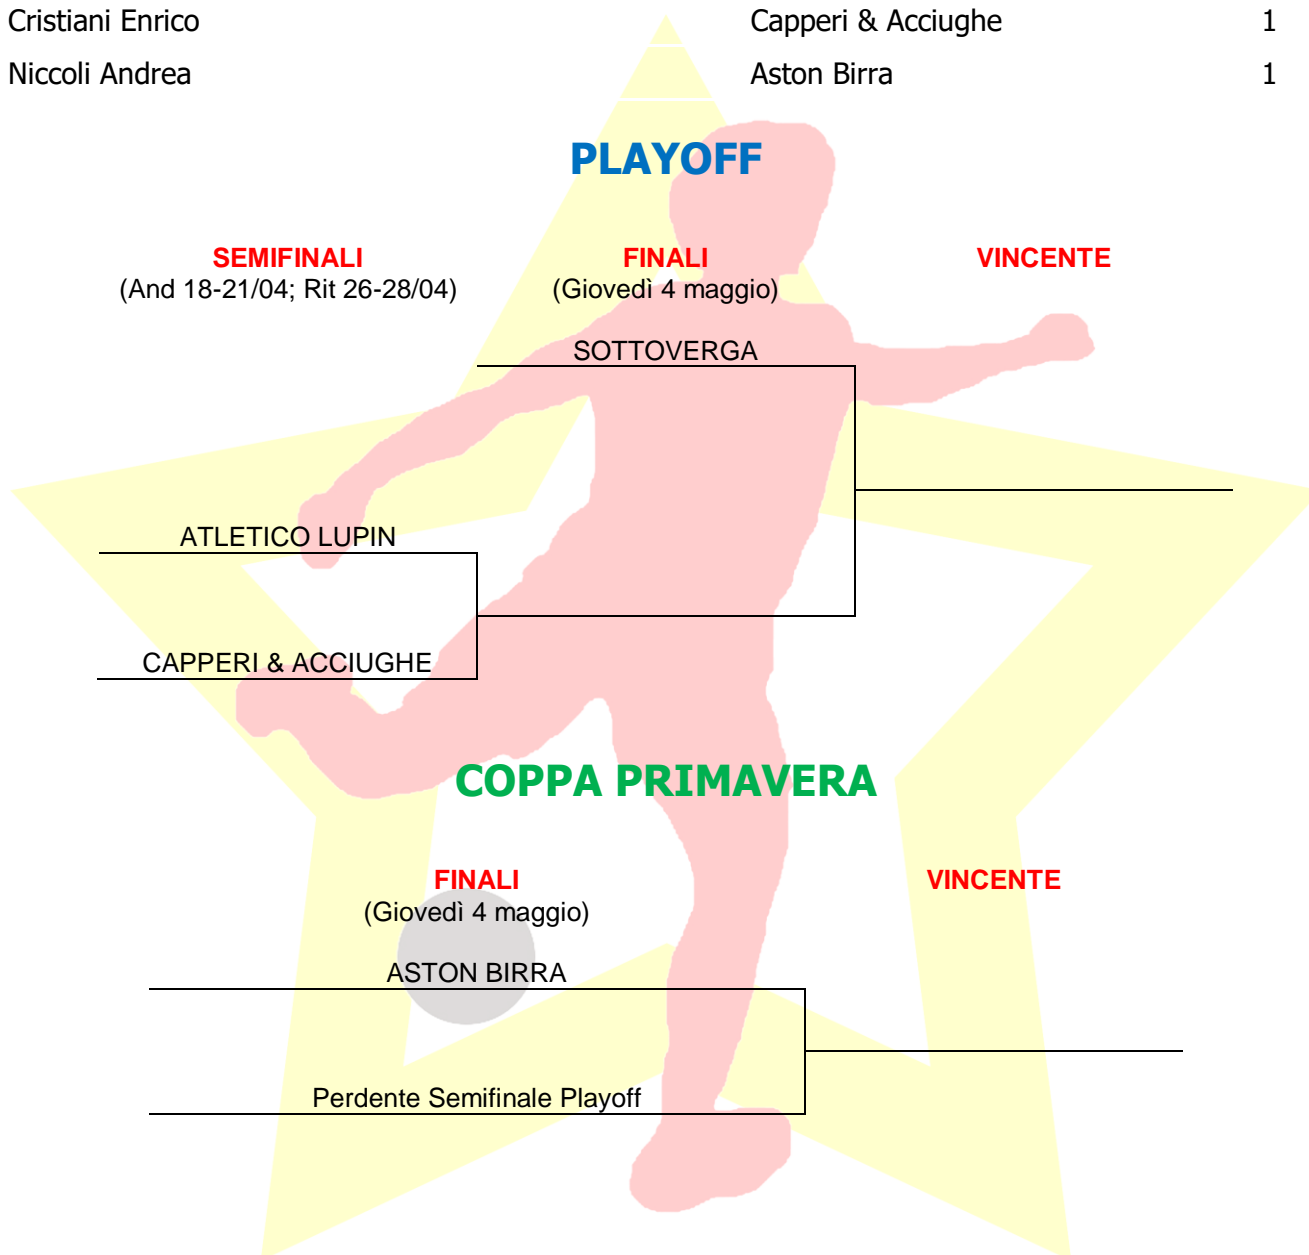 Cristiani Enrico Capperi & Acciughe 1
Niccoli Andrea Aston Birra 1
PLAYOFF
SEMIFINALI FINALI VINCENTE
(And 18-21/04; Rit 26-28/04) (Giovedì 4 maggio)
SOTTOVERGA
ATLETICO LUPIN
CAPPERI & ACCIUGHE
COPPA PRIMAVERA
FINALI VINCENTE
(Giovedì 4 maggio)
ASTON BIRRA
Perdente Semifinale Playoff